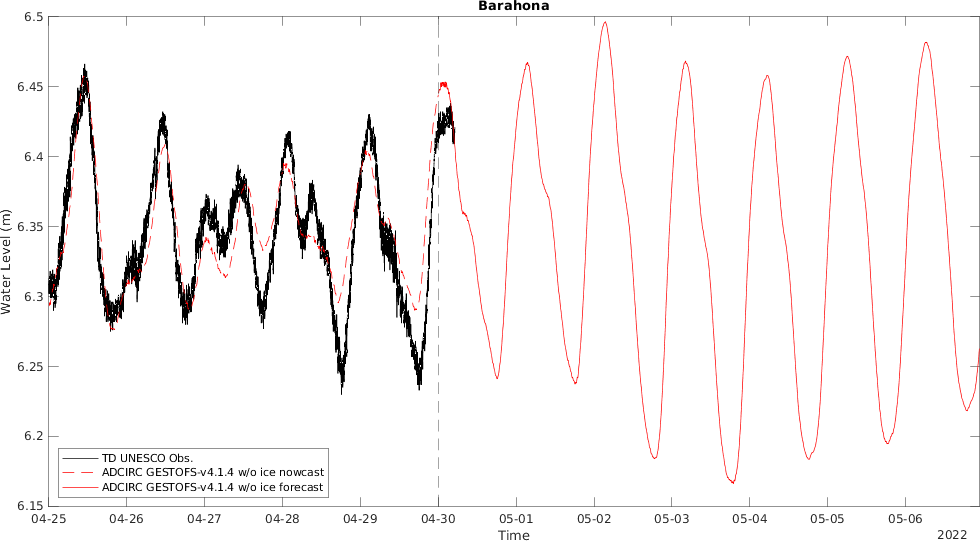 Barahona
6.5
6.45
6.4
6.35
6.3
6.25
6.2
6.15
Water Level (m)
TD UNESCO Obs.
ADCIRC GESTOFS-v4.1.4 w/o ice nowcast
ADCIRC GESTOFS-v4.1.4 w/o ice forecast
04-25 04-26 04-27 04-28 04-29 04-30 05-01 05-02 05-03 05-04 05-05 05-06
Time
2022